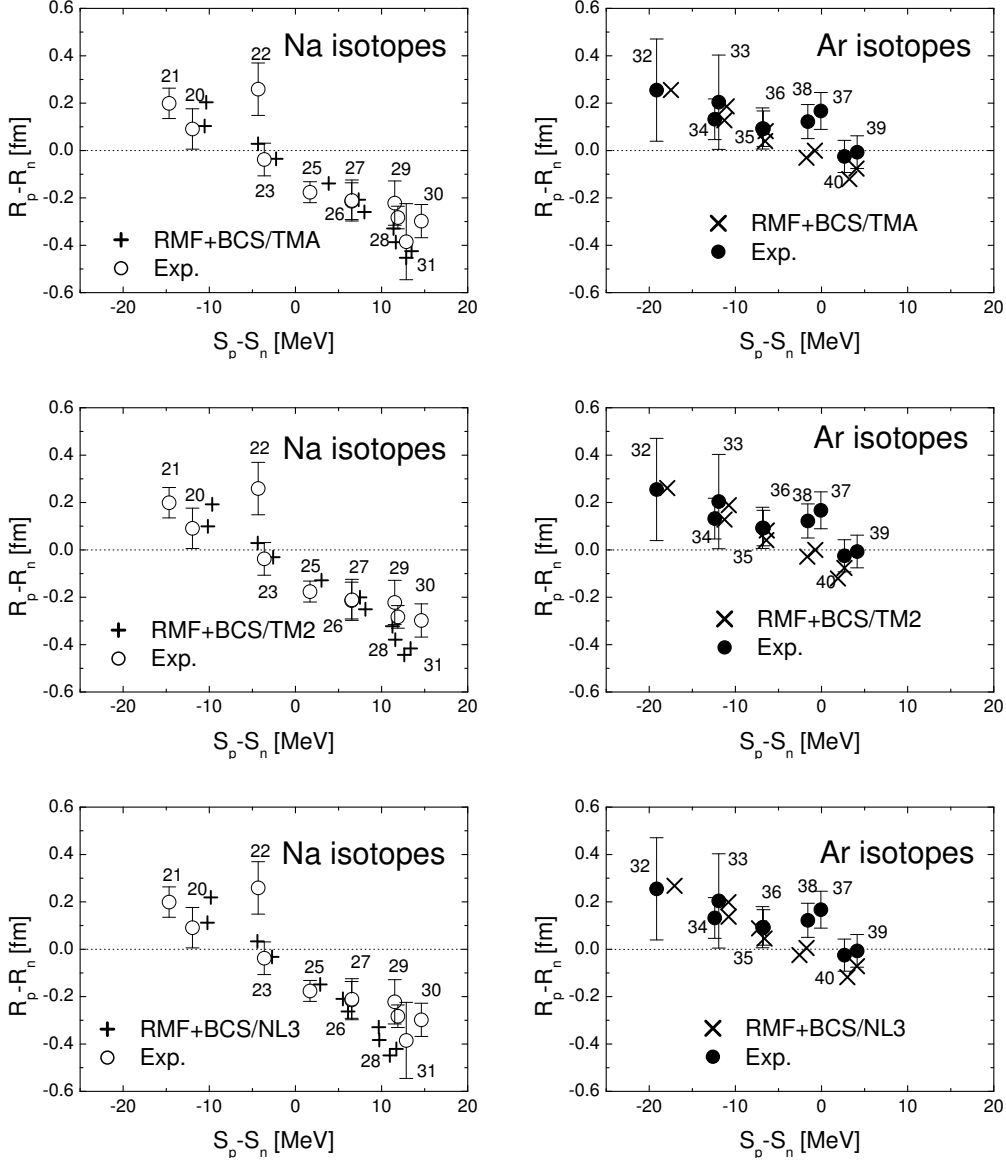 Na isotopes
0.6
0.4
0.2
0.0
-0.2
-0.4
-0.6
R_p-R_n [fm]
21
20
22
23
25
26
27
28
29
30
31
RMF+BCS/TMA
Exp.
-20 -10 0 10 20
S_p-S_n [MeV]
Ar isotopes
0.6
0.4
0.2
0.0
-0.2
-0.4
-0.6
R_p-R_n [fm]
32
33
34
35
36
38
37
39
40
RMF+BCS/TMA
Exp.
-20 -10 0 10 20
S_p-S_n [MeV]
Na isotopes
0.6
0.4
0.2
0.0
-0.2
-0.4
-0.6
R_p-R_n [fm]
21
20
22
23
25
26
27
28
29
30
31
RMF+BCS/TM2
Exp.
-20 -10 0 10 20
S_p-S_n [MeV]
Ar isotopes
0.6
0.4
0.2
0.0
-0.2
-0.4
-0.6
R_p-R_n [fm]
32
33
34
35
36
38
37
39
40
RMF+BCS/TM2
Exp.
-20 -10 0 10 20
S_p-S_n [MeV]
Na isotopes
0.6
0.4
0.2
0.0
-0.2
-0.4
-0.6
R_p-R_n [fm]
21
20
22
23
25
26
27
28
29
30
31
RMF+BCS/NL3
Exp.
-20 -10 0 10 20
S_p-S_n [MeV]
Ar isotopes
0.6
0.4
0.2
0.0
-0.2
-0.4
-0.6
R_p-R_n [fm]
32
33
34
35
36
38
37
39
40
RMF+BCS/NL3
Exp.
-20 -10 0 10 20
S_p-S_n [MeV]